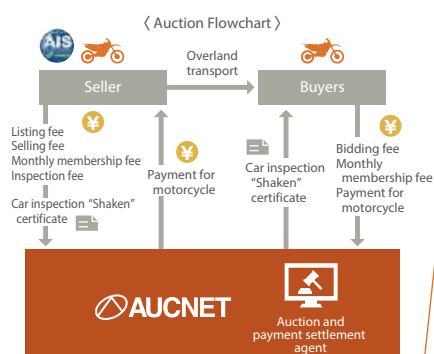 〈 Auction Flowchart 〉
AIS
Seller
Overland
transport
Buyers
¥
Listing fee
Selling fee
Monthly membership fee
Inspection fee
Car inspection “Shaken”
certificate
¥
Payment for
motorcycle
Car inspection
“Shaken”
certificate
¥
Bidding fee
Monthly
membership fee
Payment for
motorcycle
AUCNET
Auction and
payment settlement
agent